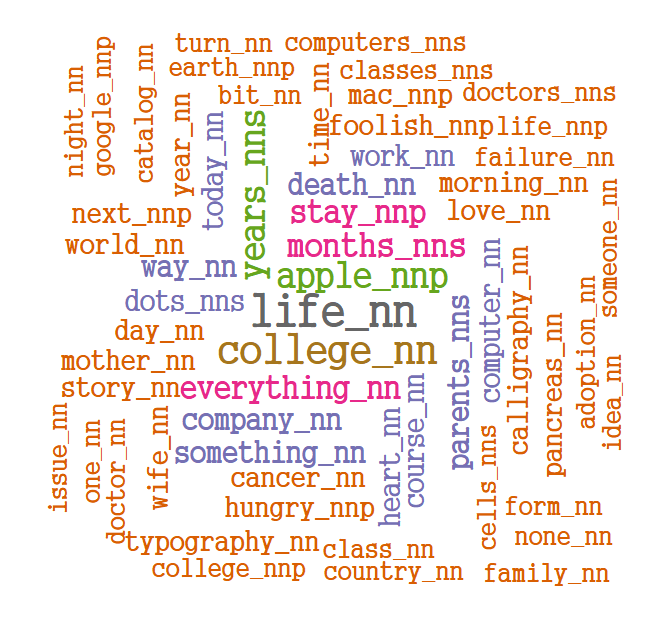 turn_nn computers_nns
earth_nnp classes_nns
bit_nn mac_nnp doctors_nns
night_nn
google_nnp
catalog_nn
year_nn
today_nn
years_nns
time_nn
foolish_nnp life_nnp
work_nn failure_nn
death_nn morning_nn
next_nnp stay_nnp love_nn
world_nn months_nns
way_nn apple_nnp
dots_nns life_nn
day_nn college_nn
mother_nn
story_nn everything_nn
company_nn
something_nn
cancer_nn
hungry_nnp
parents_nns
computer_nn
calligraphy_nn
pancreas_nn
adoption_nn
someone_nn
idea_nn
issue_nn
one_nn
doctor_nn
wife_nn
heart_nn
course_nn
cells_nns
form_nn
none_nn
typography_nn class_nn
college_nnp country_nn family_nn